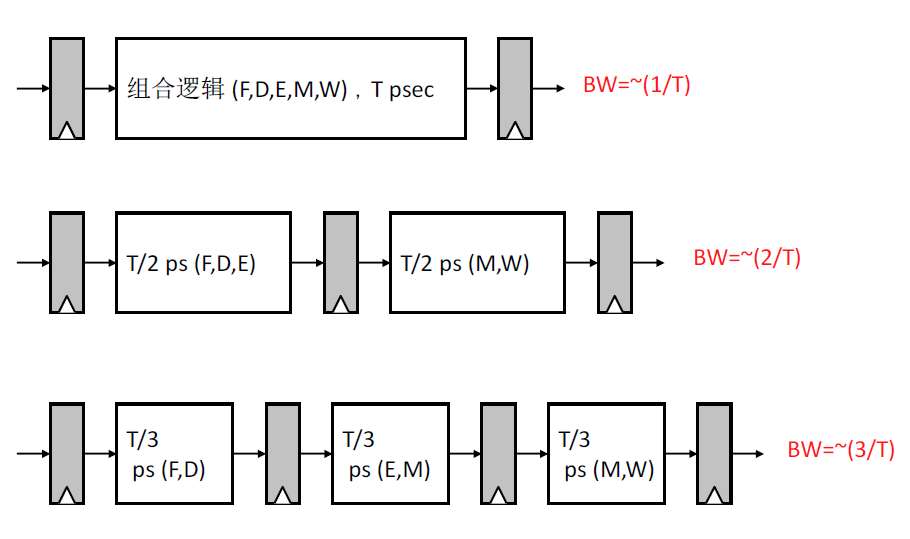 组合逻辑 (F,D,E,M,W)，T psec
BW=~(1/T)
T/2 ps (F,D,E)
T/2 ps (M,W)
BW=~(2/T)
T/3
ps (F,D)
T/3
ps (E,M)
T/3
ps (M,W)
BW=~(3/T)